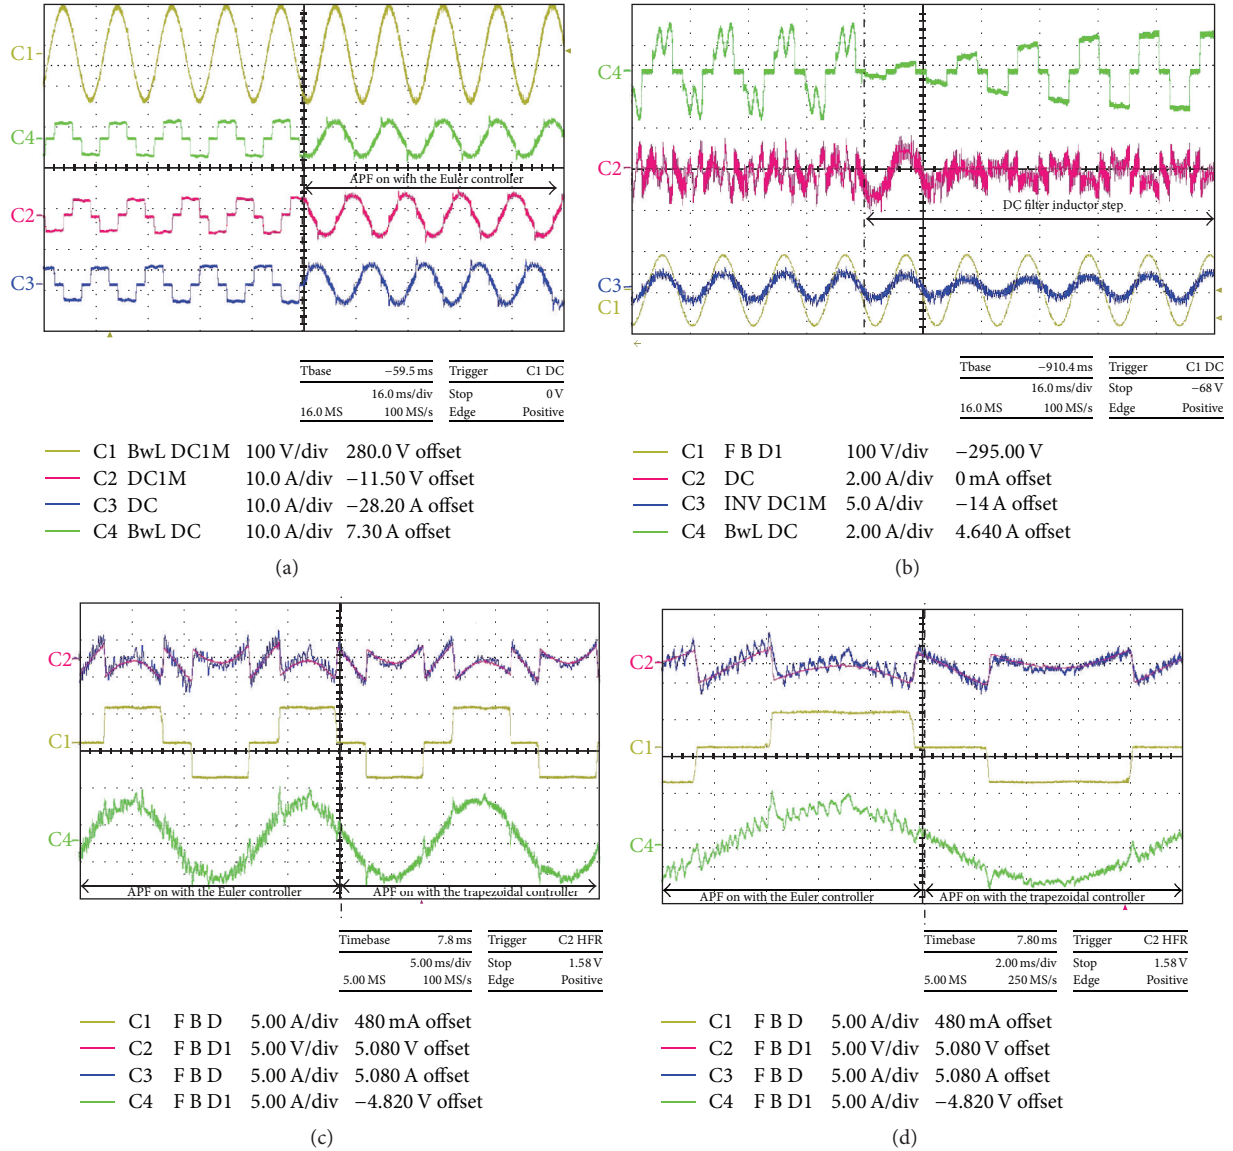 C1
C4
APF on with the Euler controller
C2
C3
Tbase −59.5 ms Trigger C1 DC
16.0 ms/div Stop 0 V
16.0 MS 100 MS/s Edge Positive
C1 BwL DC1M 100 V/div 280.0 V offset
C2 DC1M 10.0 A/div −11.50 V offset
C3 DC 10.0 A/div −28.20 A offset
C4 BwL DC 10.0 A/div 7.30 A offset
(a)
C4
C2
DC filter inductor step
C3
C1
Tbase −910.4 ms Trigger C1 DC
16.0 ms/div Stop −68 V
16.0 MS 100 MS/s Edge Positive
C1 F B D1 100 V/div −295.00 V
C2 DC 2.00 A/div 0 mA offset
C3 INV DC1M 5.0 A/div −14 A offset
C4 BwL DC 2.00 A/div 4.640 A offset
(b)
C2
C1
C4
APF on with the Euler controller APF on with the trapezoidal controller
Timebase 7.8 ms Trigger C2 HFR
5.00 ms/div Stop 1.58 V
5.00 MS 100 MS/s Edge Positive
C1 F B D 5.00 A/div 480 mA offset
C2 F B D1 5.00 V/div 5.080 V offset
C3 F B D 5.00 A/div 5.080 A offset
C4 F B D1 5.00 A/div −4.820 V offset
(c)
C2
C1
C4
APF on with the Euler controller APF on with the trapezoidal controller
Timebase 7.80 ms Trigger C2 HFR
2.00 ms/div Stop 1.58 V
5.00 MS 250 MS/s Edge Positive
C1 F B D 5.00 A/div 480 mA offset
C2 F B D1 5.00 V/div 5.080 V offset
C3 F B D 5.00 A/div 5.080 A offset
C4 F B D1 5.00 A/div −4.820 V offset
(d)